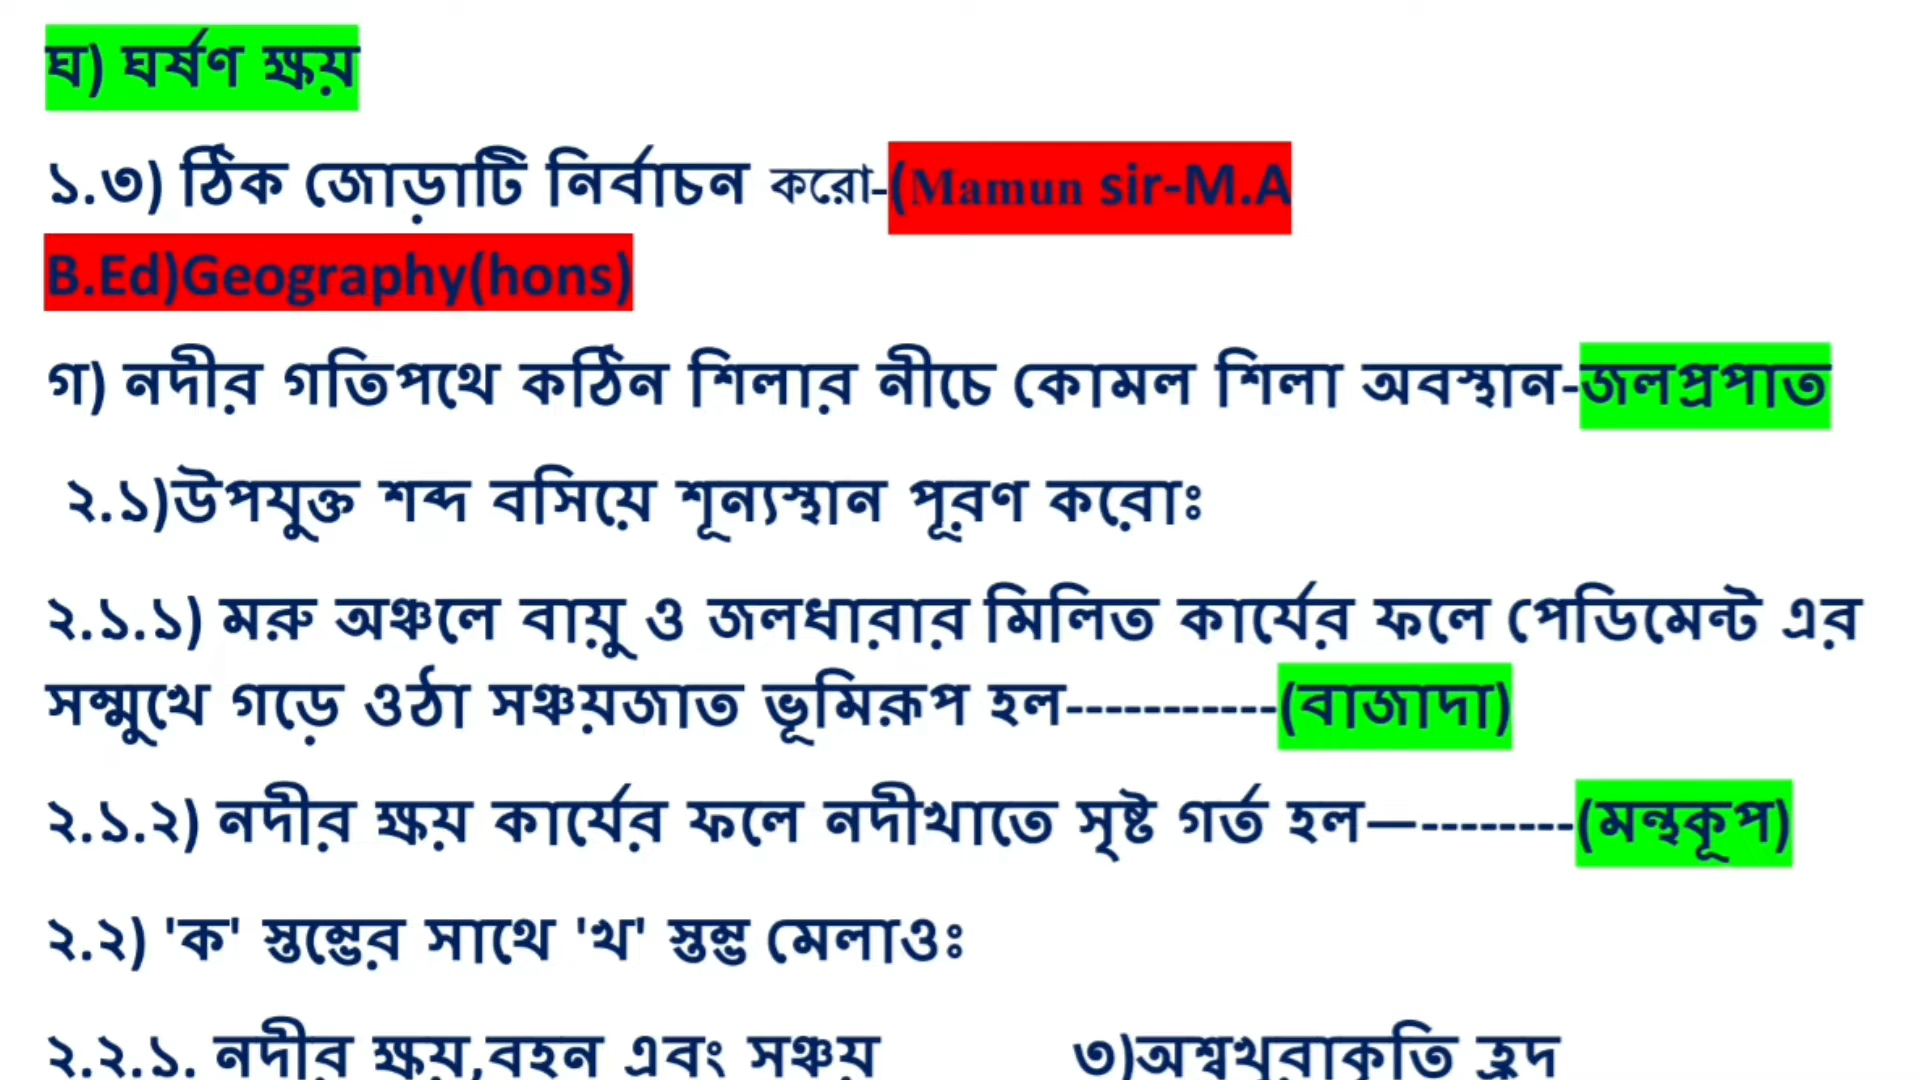 ঘ) ঘর্ষণ ক্ষয়
১.৩) ঠিক জোড়াটি নির্বাচন করো-(Mamun sir-M.A
B.Ed)Geography(hons)
গ) নদীর গতিপথে কঠিন শিলার নীচে কোমল শিলা অবস্থান-জলপ্রপাত
২.১)উপযুক্ত শব্দ বসিয়ে শূন্যস্থান পূরণ করোঃ
২.১.১) মরু অঞ্চলে বায়ু ও জলধারার মিলিত কার্যের ফলে পেডিমেন্ট এর
সম্মুখে গড়ে ওঠা সঞ্চয়জাত ভূমিরূপ হল-----------(বাজাদা)
২.১.২) নদীর ক্ষয় কার্যের ফলে নদীখাতে সৃষ্ট গর্ত হল—--------(মন্থকূপ)
২.২) 'ক' স্তম্ভের সাথে 'খ' স্তম্ভ মেলাওঃ
২.২.১. নদীর ক্ষয়,বহন এবং সঞ্চয় ৩)অশ্বখুরাকৃতি হ্রদ